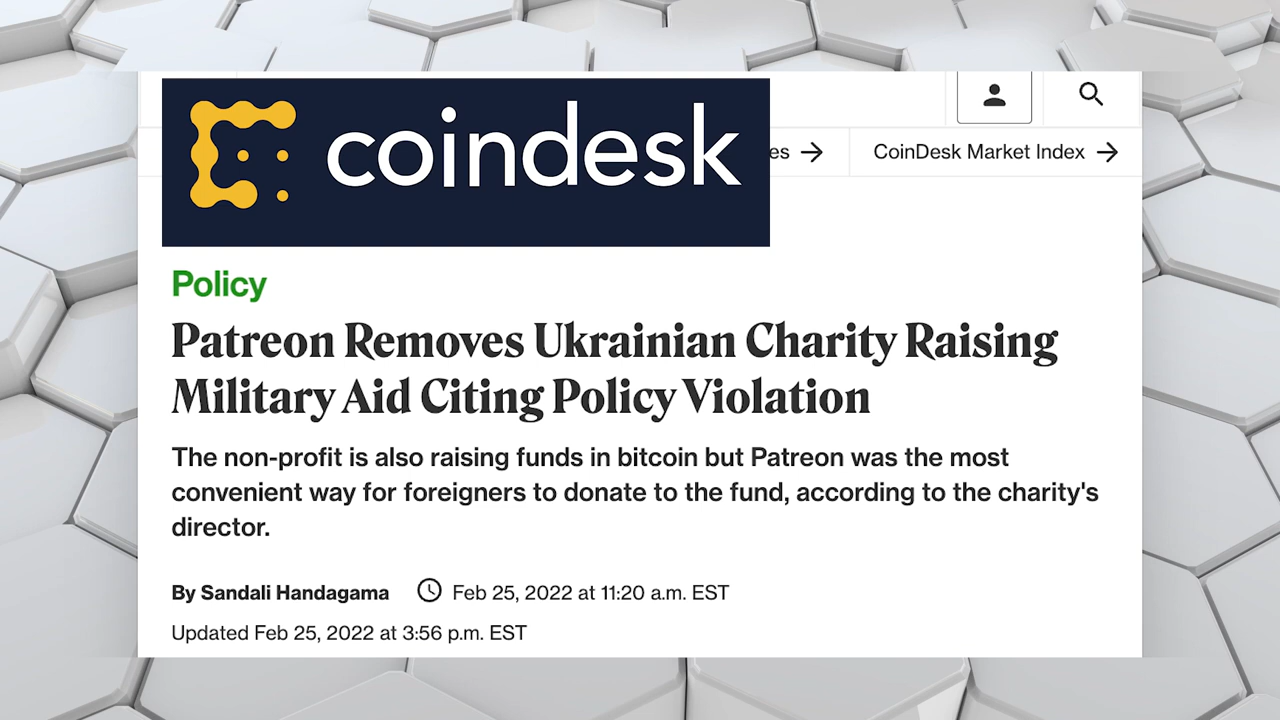 coindesk
es → CoinDesk Market Index →
Policy
Patreon Removes Ukrainian Charity Raising
Military Aid Citing Policy Violation
The non-profit is also raising funds in bitcoin but Patreon was the most
convenient way for foreigners to donate to the fund, according to the charity's
director.
By Sandali Handagama Feb 25, 2022 at 11:20 a.m. EST
Updated Feb 25, 2022 at 3:56 p.m. EST